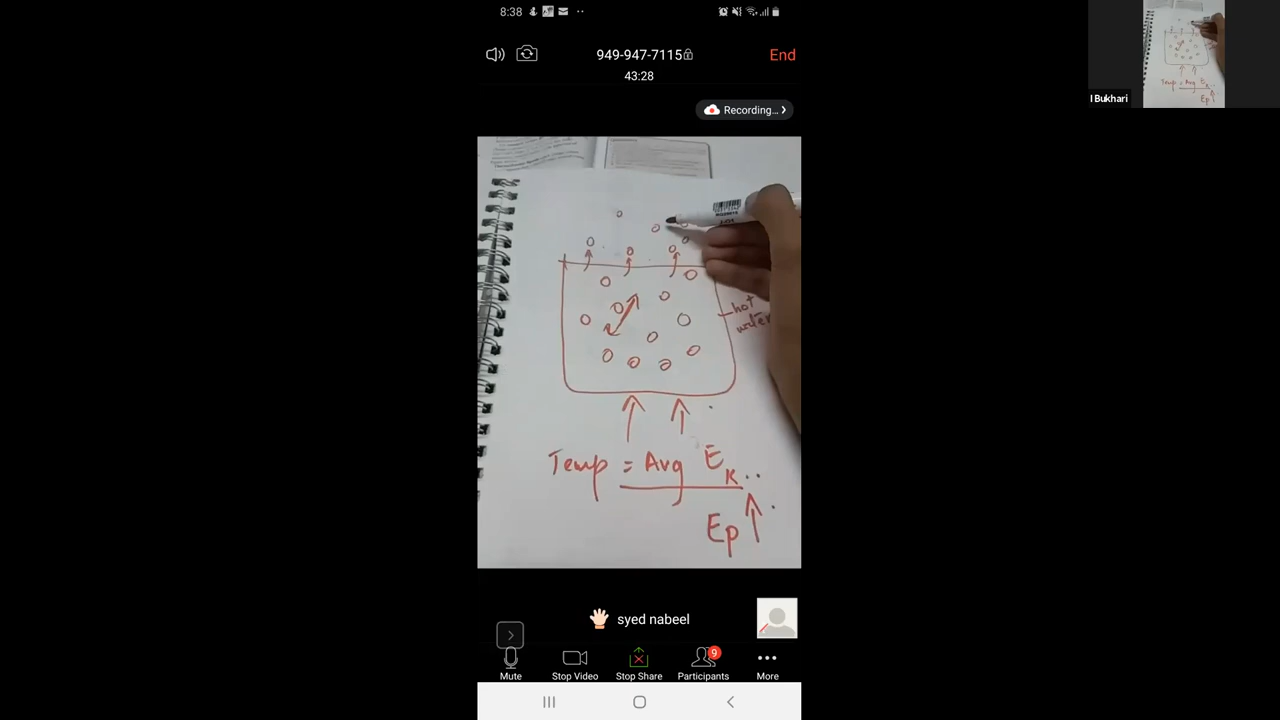 8:38
949-947-7115
End
43:28
Recording...
I Bukhari
hot
water
Temp = Avg EK..
Ep
syed nabeel
9
Mute
Stop Video
Stop Share
Participants
More